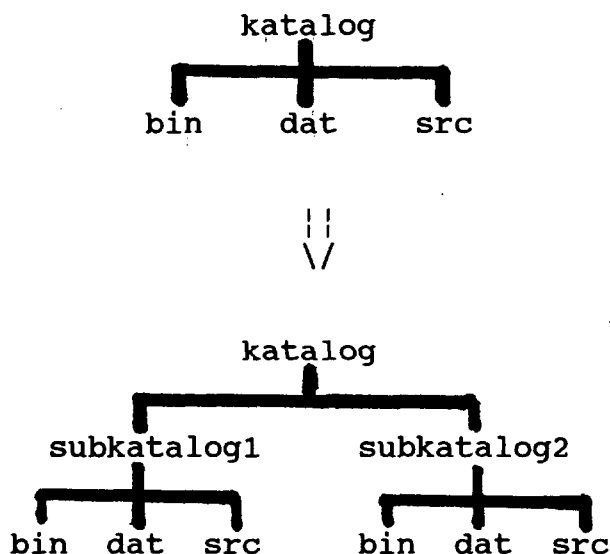 katalog
bin dat src
katalog
subkatalog1 subkatalog2
bin dat src bin dat src